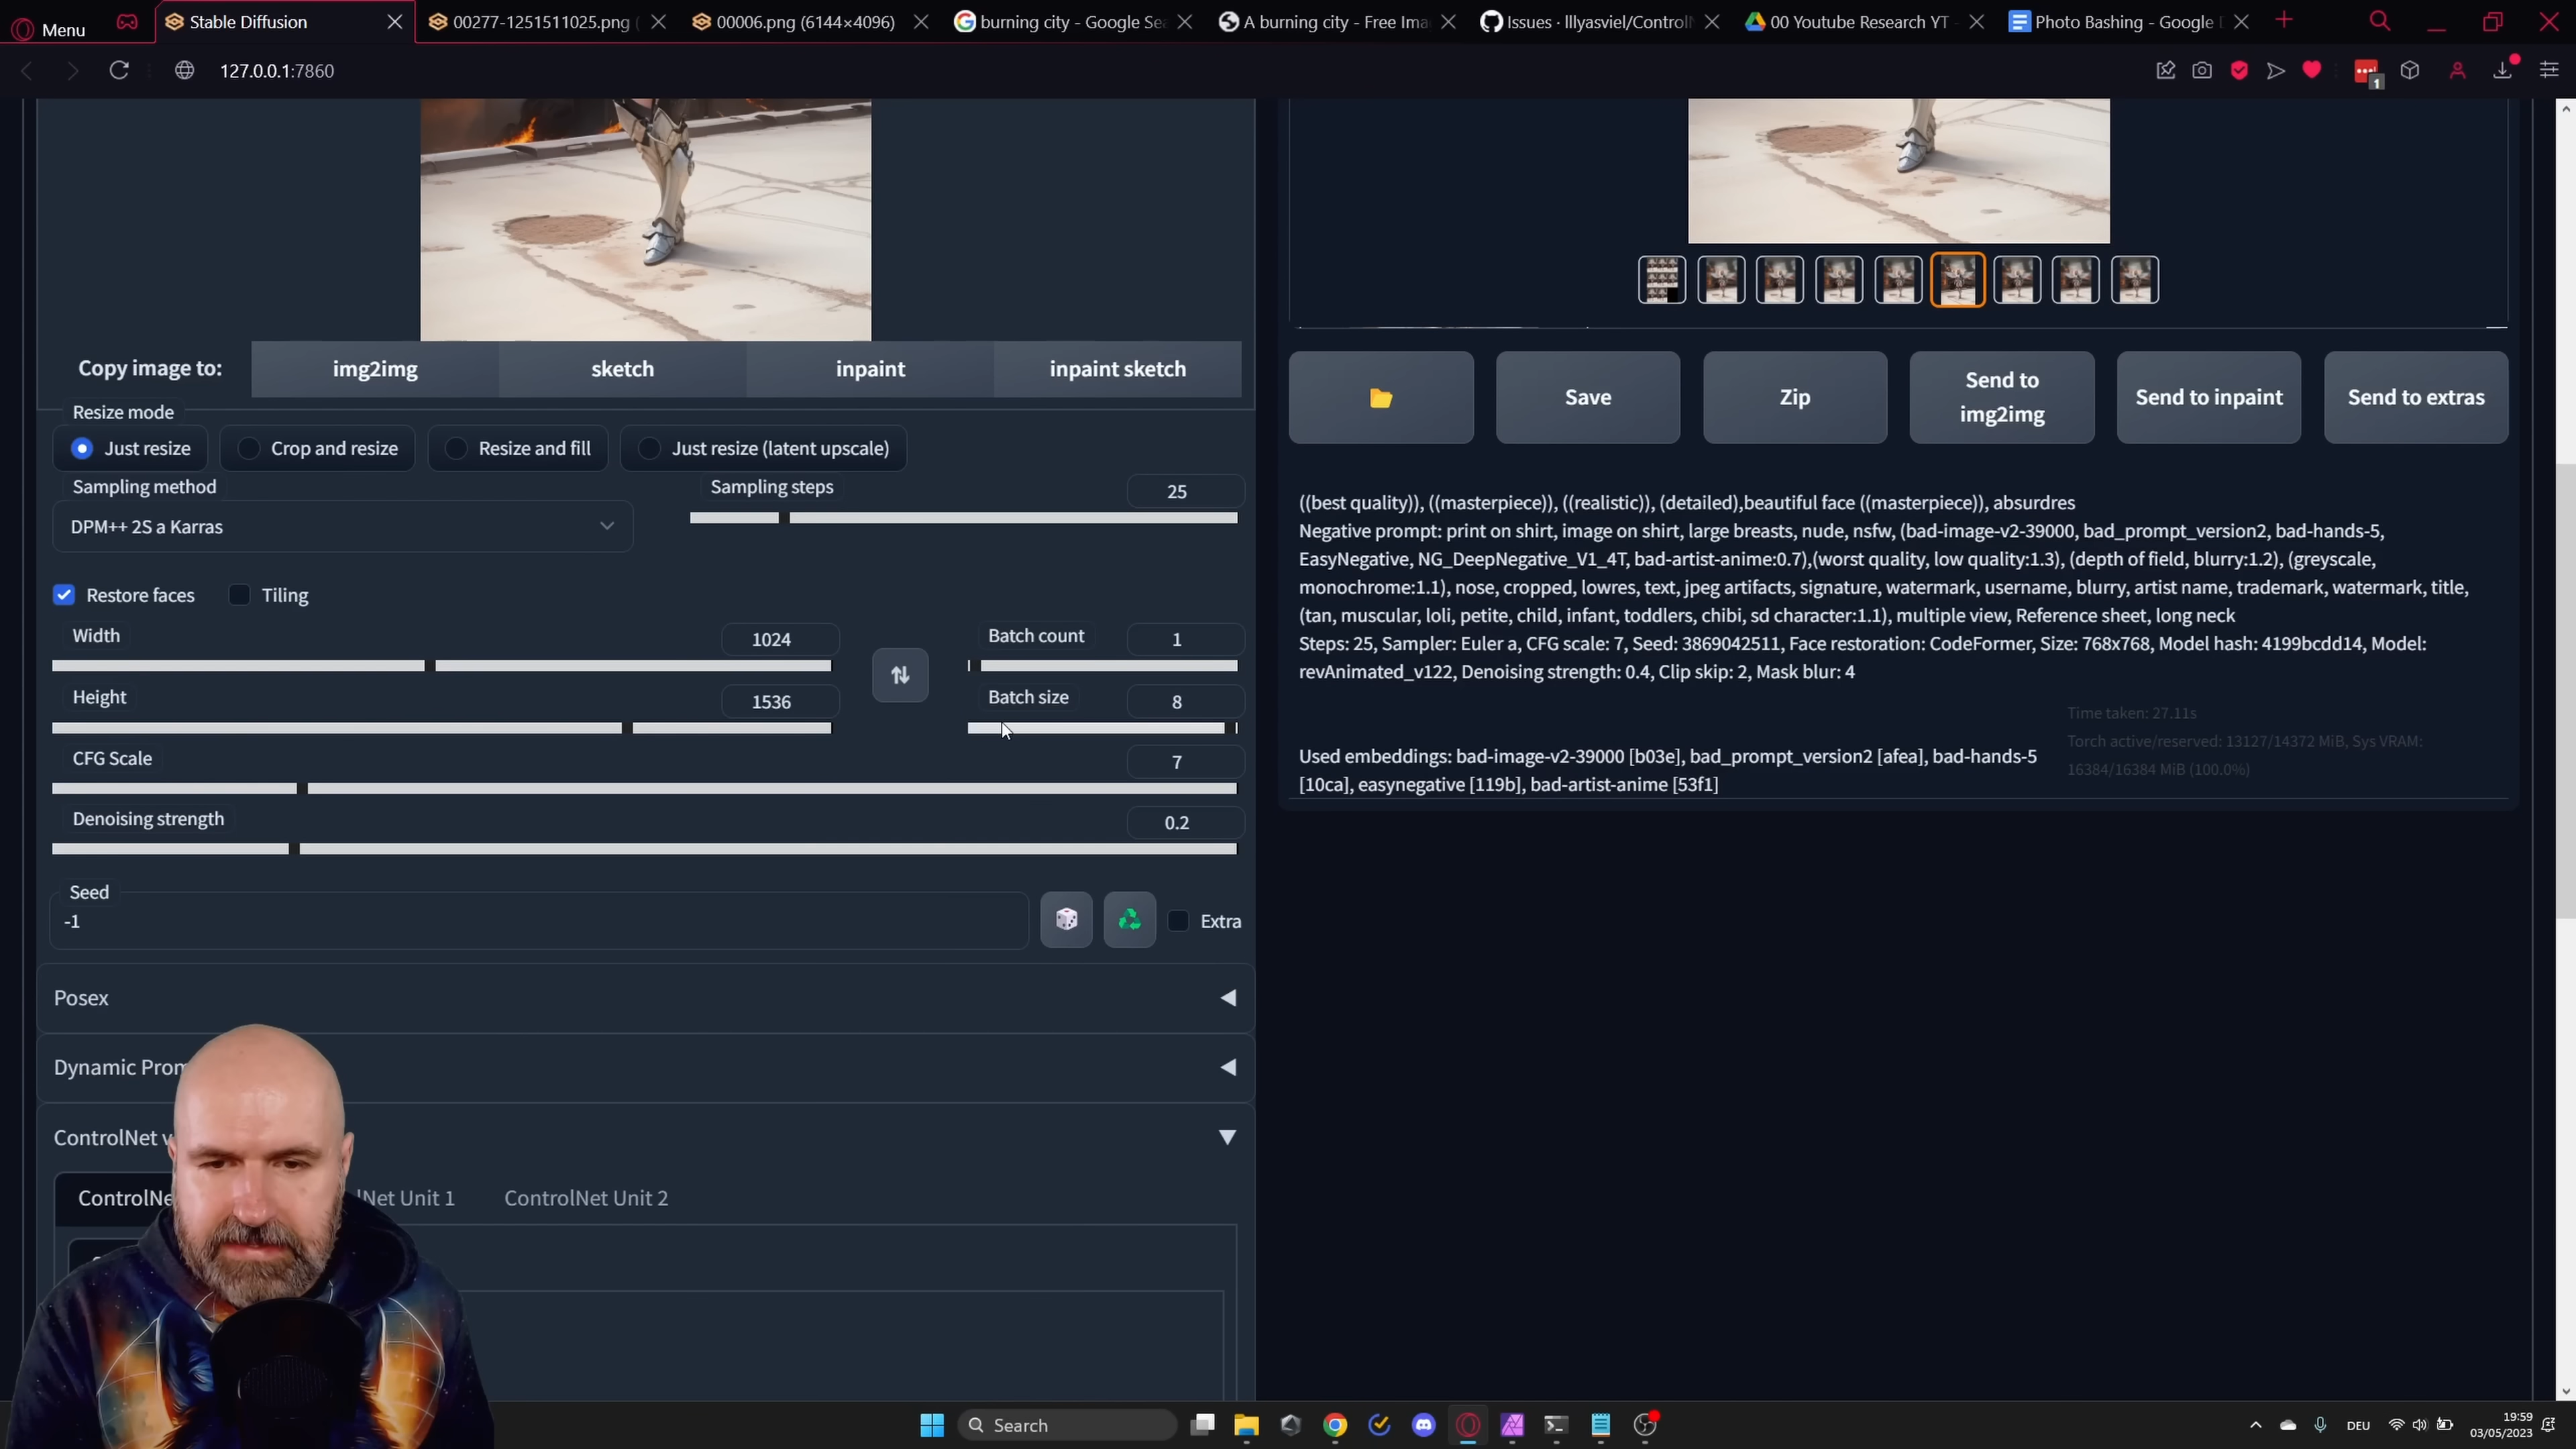 Menu
Stable Diffusion
00277-1251511025.png (
00006.png (6144×4096)
burning city - Google Se
A burning city - Free Ima
Issues · lllyasviel/Control
00 Youtube Research YT -
Photo Bashing - Google
127.0.0.1:7860
1
Copy image to:
img2img
sketch
inpaint
inpaint sketch
Resize mode
Just resize
Crop and resize
Resize and fill
Just resize (latent upscale)
Sampling method
DPM++ 2S a Karras
Sampling steps
25
Restore faces
Tiling
Width
1024
Batch count
1
Height
1536
Batch size
8
CFG Scale
7
Denoising strength
0.2
Seed
-1
Extra
Posex
Dynamic Prom
ControlNet v
ControlNe
lNet Unit 1
ControlNet Unit 2
Save
Zip
Send to
img2img
Send to inpaint
Send to extras
((best quality)), ((masterpiece)), ((realistic)), (detailed),beautiful face ((masterpiece)), absurdres
Negative prompt: print on shirt, image on shirt, large breasts, nude, nsfw, (bad-image-v2-39000, bad_prompt_version2, bad-hands-5,
EasyNegative, NG_DeepNegative_V1_4T, bad-artist-anime:0.7),(worst quality, low quality:1.3), (depth of field, blurry:1.2), (greyscale,
monochrome:1.1), nose, cropped, lowres, text, jpeg artifacts, signature, watermark, username, blurry, artist name, trademark, watermark, title,
(tan, muscular, loli, petite, child, infant, toddlers, chibi, sd character:1.1), multiple view, Reference sheet, long neck
Steps: 25, Sampler: Euler a, CFG scale: 7, Seed: 3869042511, Face restoration: CodeFormer, Size: 768x768, Model hash: 4199bcdd14, Model:
revAnimated_v122, Denoising strength: 0.4, Clip skip: 2, Mask blur: 4
Time taken: 27.11s
Torch active/reserved: 13127/14372 MiB, Sys VRAM:
16384/16384 MiB (100.0%)
Used embeddings: bad-image-v2-39000 [b03e], bad_prompt_version2 [afea], bad-hands-5
[10ca], easynegative [119b], bad-artist-anime [53f1]
Search
DEU
19:59
03/05/2023